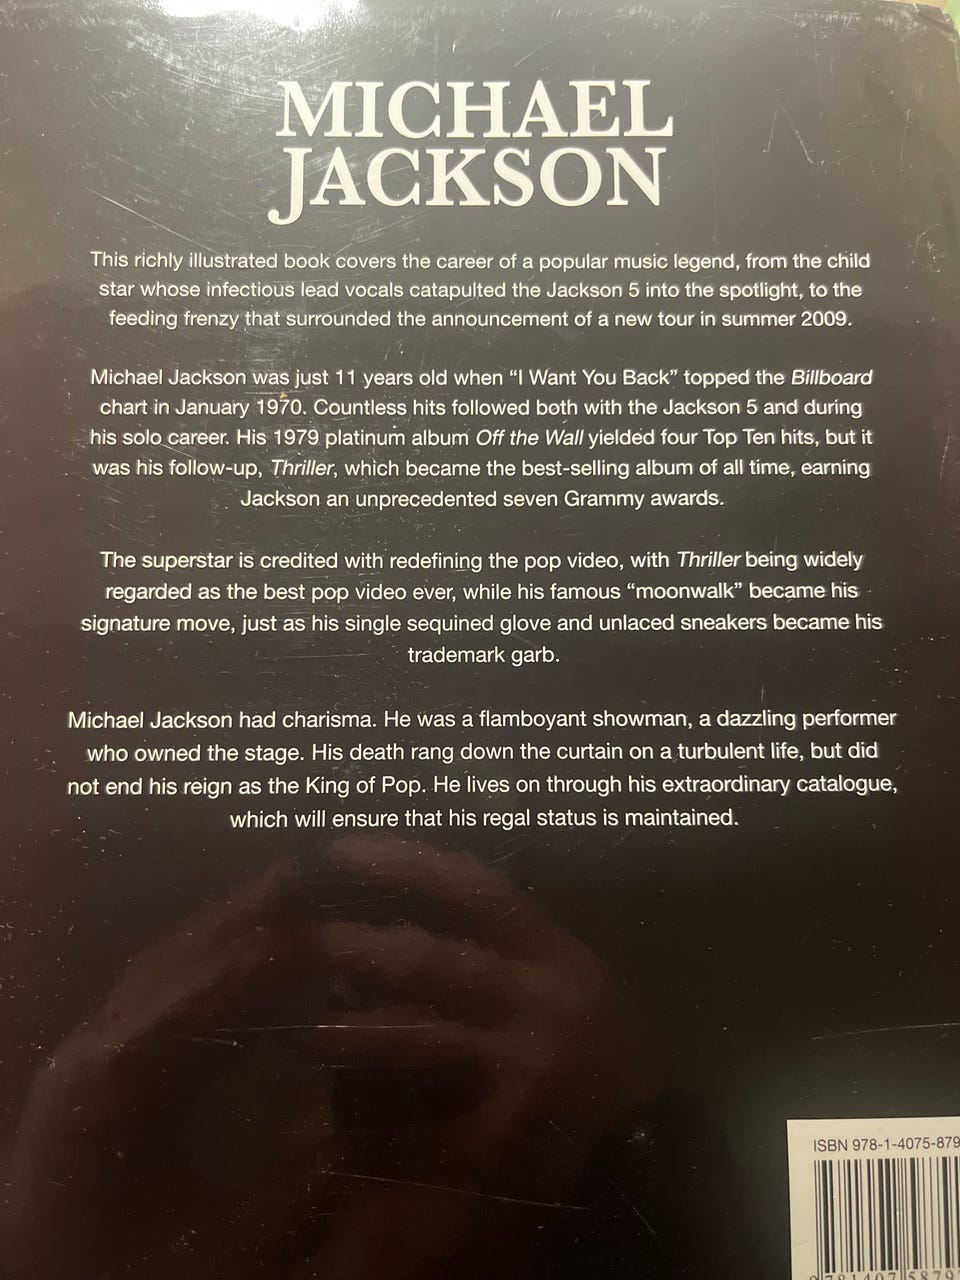 MICHAEL
JACKSON
This richly illustrated book covers the career of a popular music legend, from the child
star whose infectious lead vocals catapulted the Jackson 5 into the spotlight, to the
feeding frenzy that surrounded the announcement of a new tour in summer 2009.
Michael Jackson was just 11 years old when “I Want You Back” topped the Billboard
chart in January 1970. Countless hits followed both with the Jackson 5 and during
his solo career. His 1979 platinum album Off the Wall yielded four Top Ten hits, but it
was his follow-up, Thriller, which became the best-selling album of all time, earning
Jackson an unprecedented seven Grammy awards.
The superstar is credited with redefining the pop video, with Thriller being widely
regarded as the best pop video ever, while his famous “moonwalk” became his
signature move, just as his single sequined glove and unlaced sneakers became his
trademark garb.
Michael Jackson had charisma. He was a flamboyant showman, a dazzling performer
who owned the stage. His death rang down the curtain on a turbulent life, but did
not end his reign as the King of Pop. He lives on through his extraordinary catalogue,
which will ensure that his regal status is maintained.
ISBN 978-1-4075-879